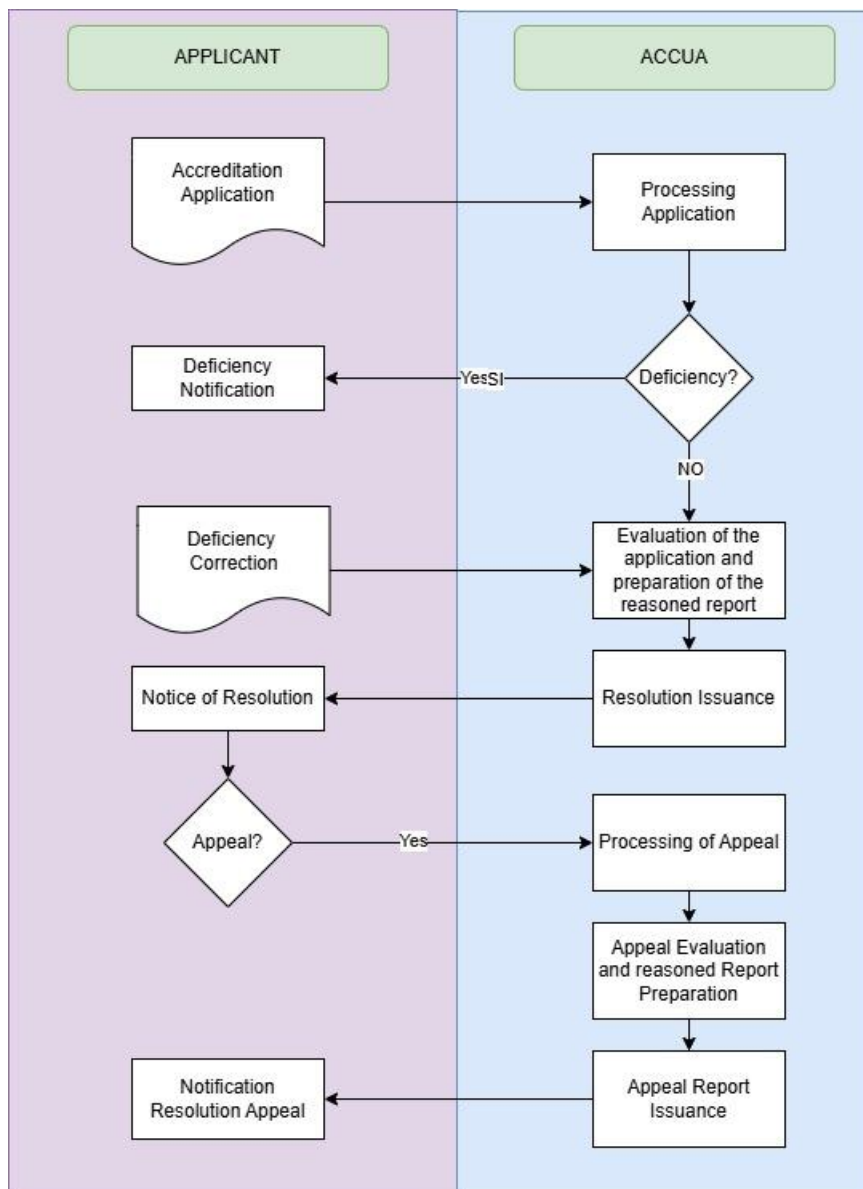 APPLICANT
ACCUA
Accreditation
Application
Processing
Application
Deficiency
Notification
YesSI
Deficiency?
NO
Deficiency
Correction
Evaluation of the
application and
preparation of the
reasoned report
Notice of Resolution
Resolution Issuance
Appeal?
Yes
Processing of Appeal
Appeal Evaluation
and reasoned Report
Preparation
Notification
Resolution Appeal
Appeal Report
Issuance